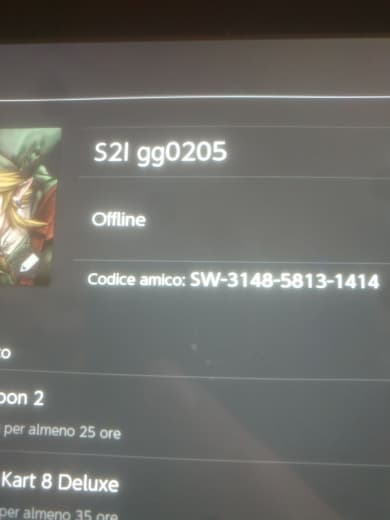 S2I gg0205
Offline
Codice amico: SW-3148-5813-1414
oon 2
per almeno 25 ore
Kart 8 Deluxe
per almeno 35 ore